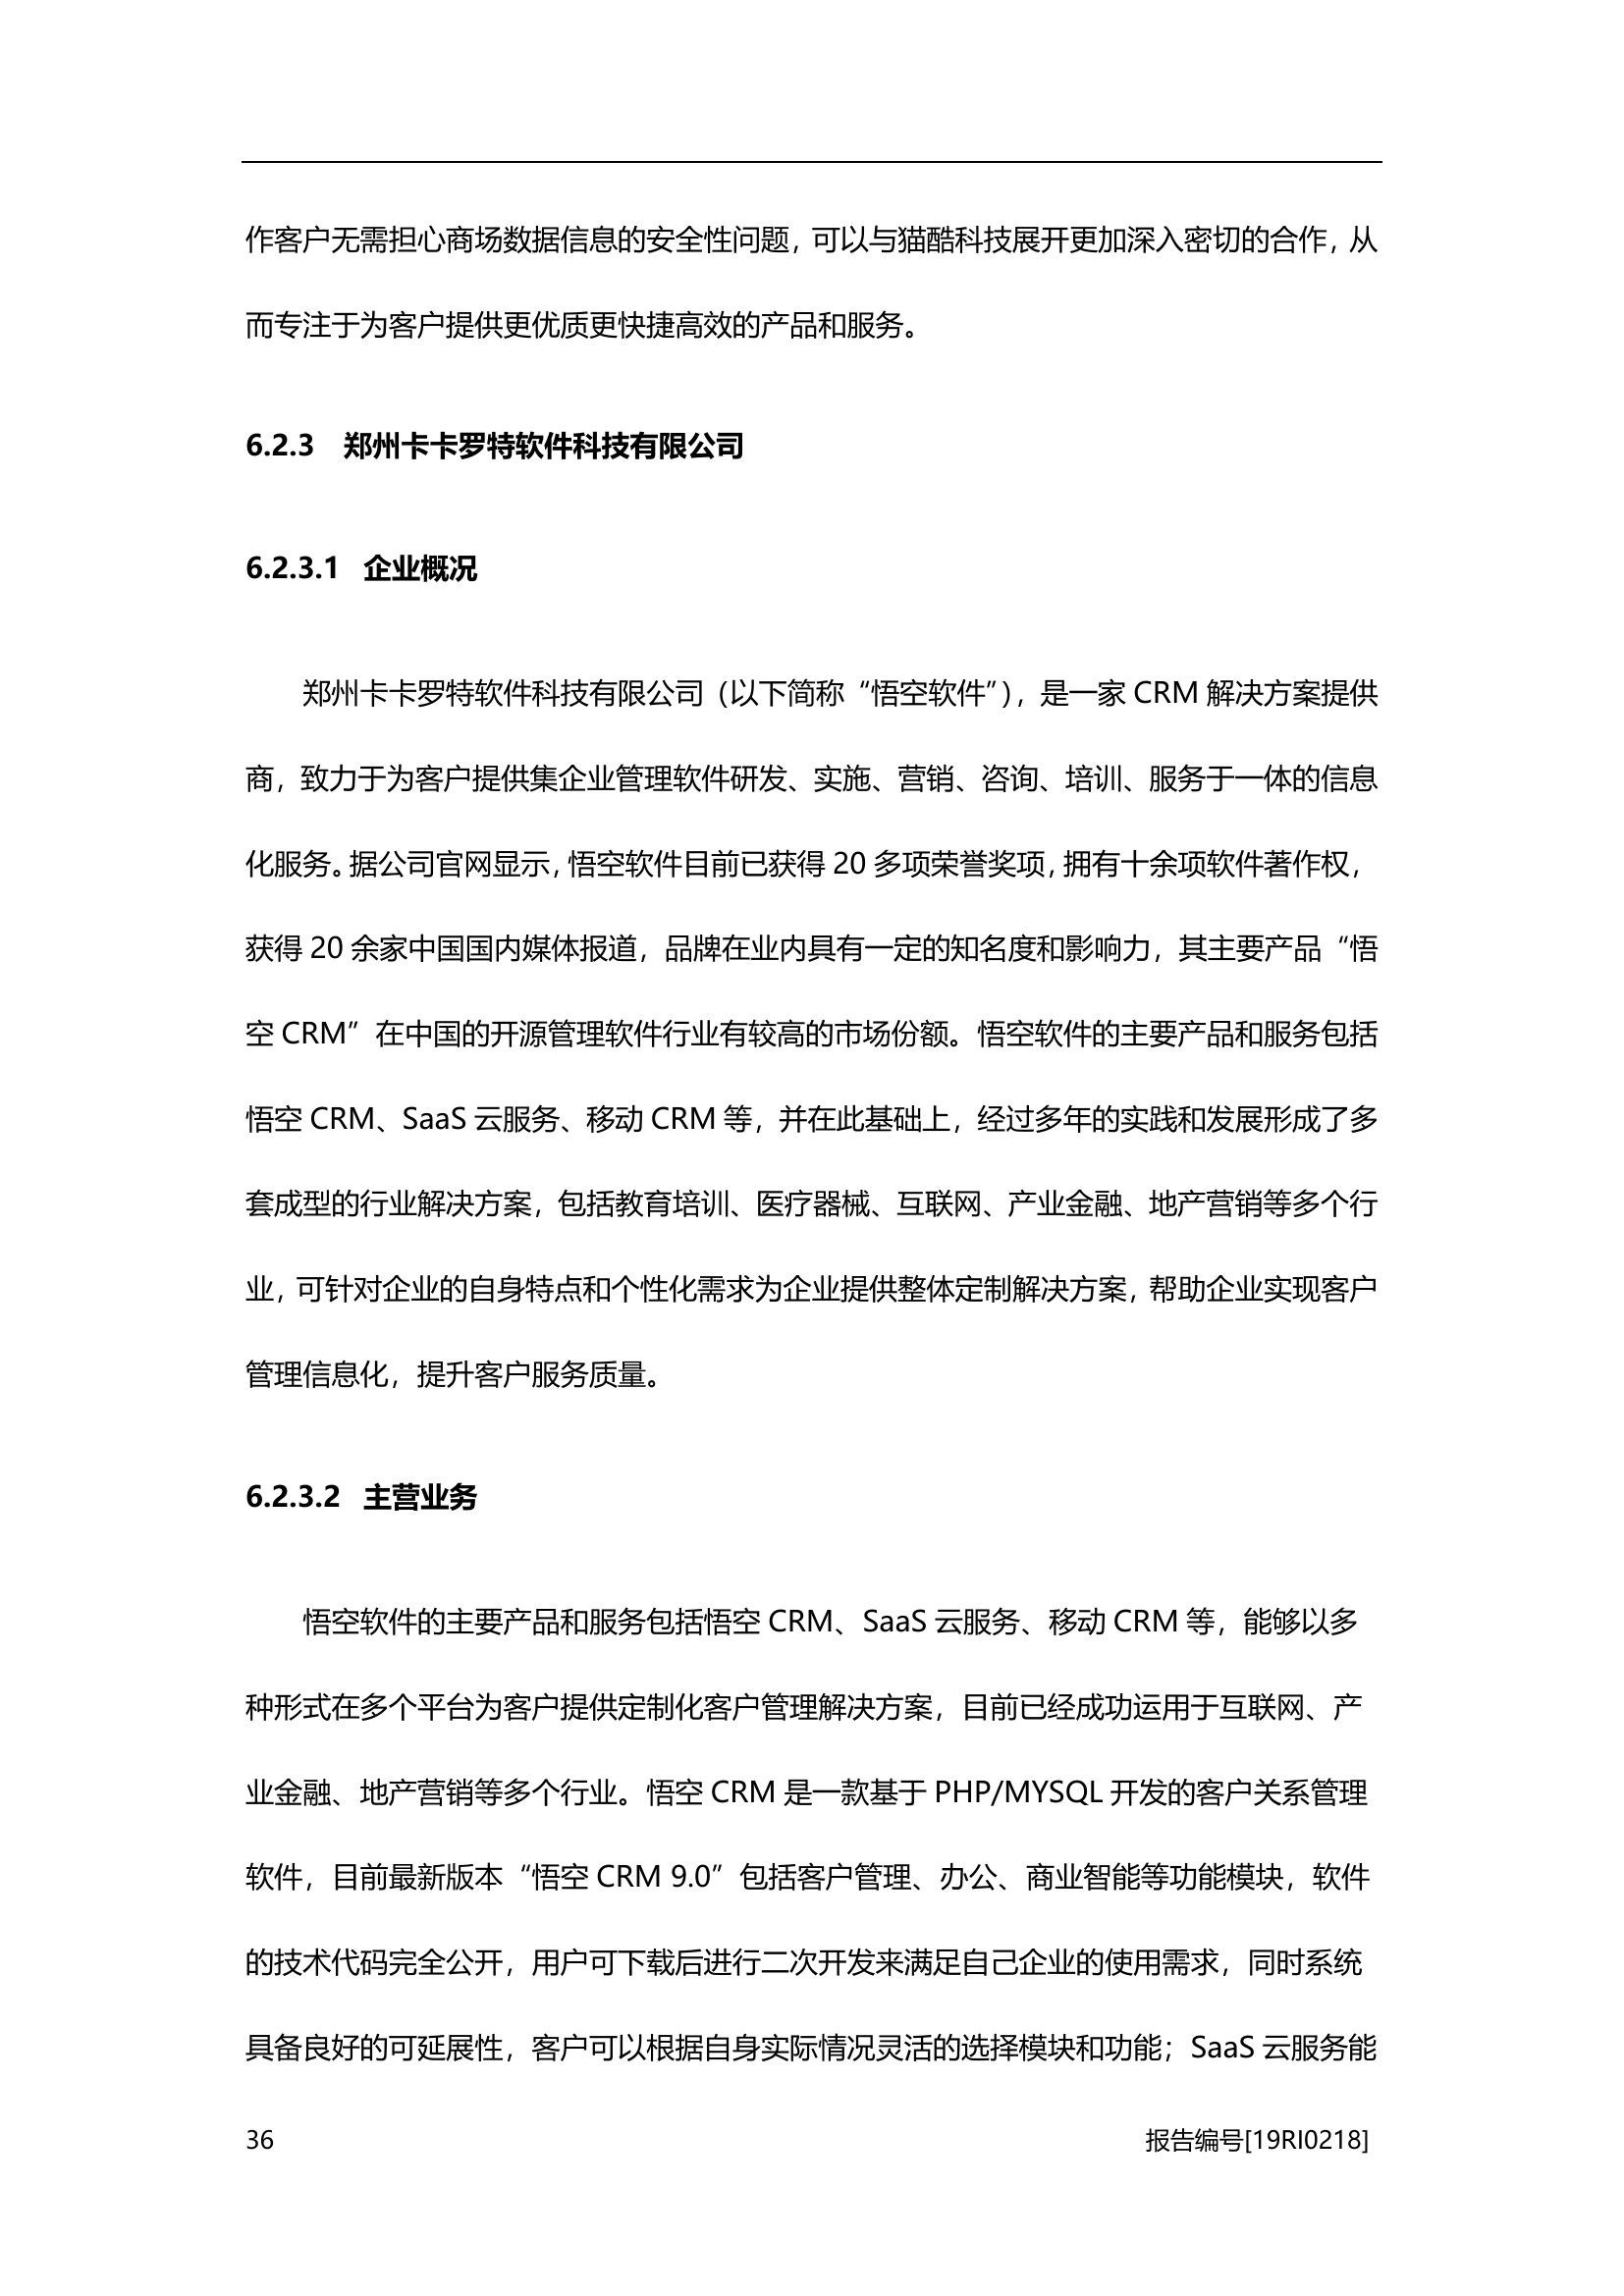 作客户无需担心商场数据信息的安全性问题，可以与猫酷科技展开更加深入密切的合作，从
而专注于为客户提供更优质更快捷高效的产品和服务。
6.2.3 郑州卡卡罗特软件科技有限公司
6.2.3.1 企业概况
郑州卡卡罗特软件科技有限公司（以下简称“悟空软件”），是一家 CRM 解决方案提供
商，致力于为客户提供集企业管理软件研发、实施、营销、咨询、培训、服务于一体的信息
化服务。据公司官网显示，悟空软件目前已获得 20 多项荣誉奖项，拥有十余项软件著作权，
获得 20 余家中国国内媒体报道，品牌在业内具有一定的知名度和影响力，其主要产品“悟
空 CRM”在中国的开源管理软件行业有较高的市场份额。悟空软件的主要产品和服务包括
悟空 CRM、SaaS 云服务、移动 CRM 等，并在此基础上，经过多年的实践和发展形成了多
套成型的行业解决方案，包括教育培训、医疗器械、互联网、产业金融、地产营销等多个行
业，可针对企业的自身特点和个性化需求为企业提供整体定制解决方案，帮助企业实现客户
管理信息化，提升客户服务质量。
6.2.3.2 主营业务
悟空软件的主要产品和服务包括悟空 CRM、SaaS 云服务、移动 CRM 等，能够以多
种形式在多个平台为客户提供定制化客户管理解决方案，目前已经成功运用于互联网、产
业金融、地产营销等多个行业。悟空 CRM 是一款基于 PHP/MYSQL 开发的客户关系管理
软件，目前最新版本“悟空 CRM 9.0”包括客户管理、办公、商业智能等功能模块，软件
的技术代码完全公开，用户可下载后进行二次开发来满足自己企业的使用需求，同时系统
具备良好的可延展性，客户可以根据自身实际情况灵活的选择模块和功能；SaaS 云服务能
36 报告编号[19RI0218]